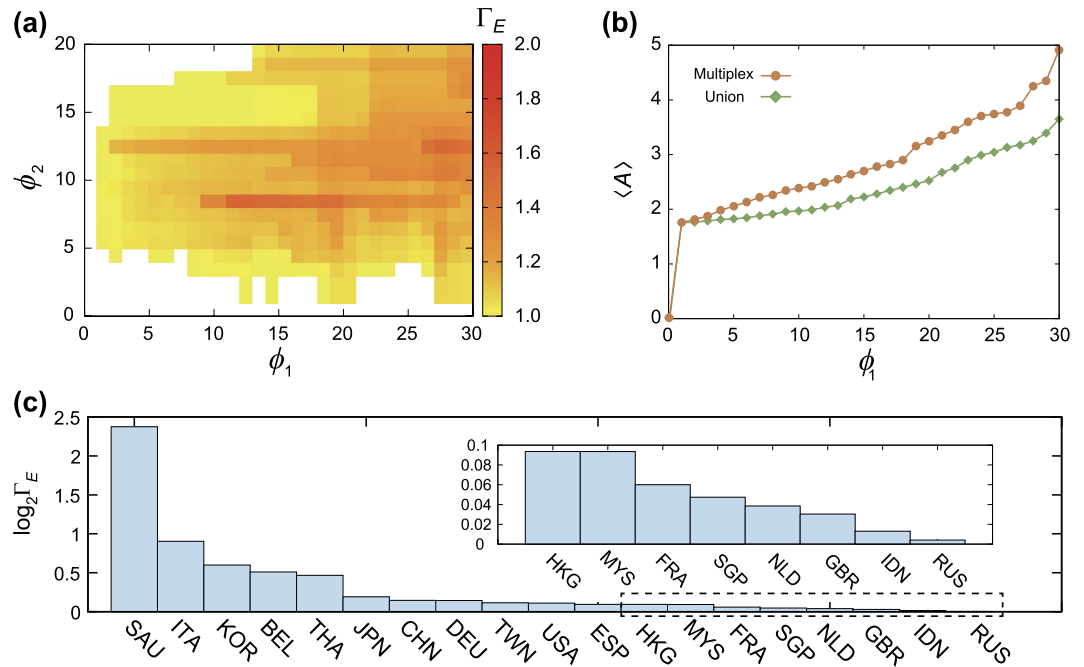 (a)
Γ_E
20
15
10
5
0
ϕ_2
0 5 10 15 20 25 30
ϕ_1
2.0
1.8
1.6
1.4
1.2
1.0
(b)
5
4
3
2
1
0
⟨A⟩
Multiplex
Union
0 5 10 15 20 25 30
ϕ_1
(c)
2.5
2
1.5
1
0.5
0
log_2Γ_E
0.1
0.08
0.06
0.04
0.02
0
HKG MYS FRA SGP NLD GBR IDN RUS
SAU ITA KOR BEL THA JPN CHN DEU TWN USA ESP HKG MYS FRA SGP NLD GBR IDN RUS